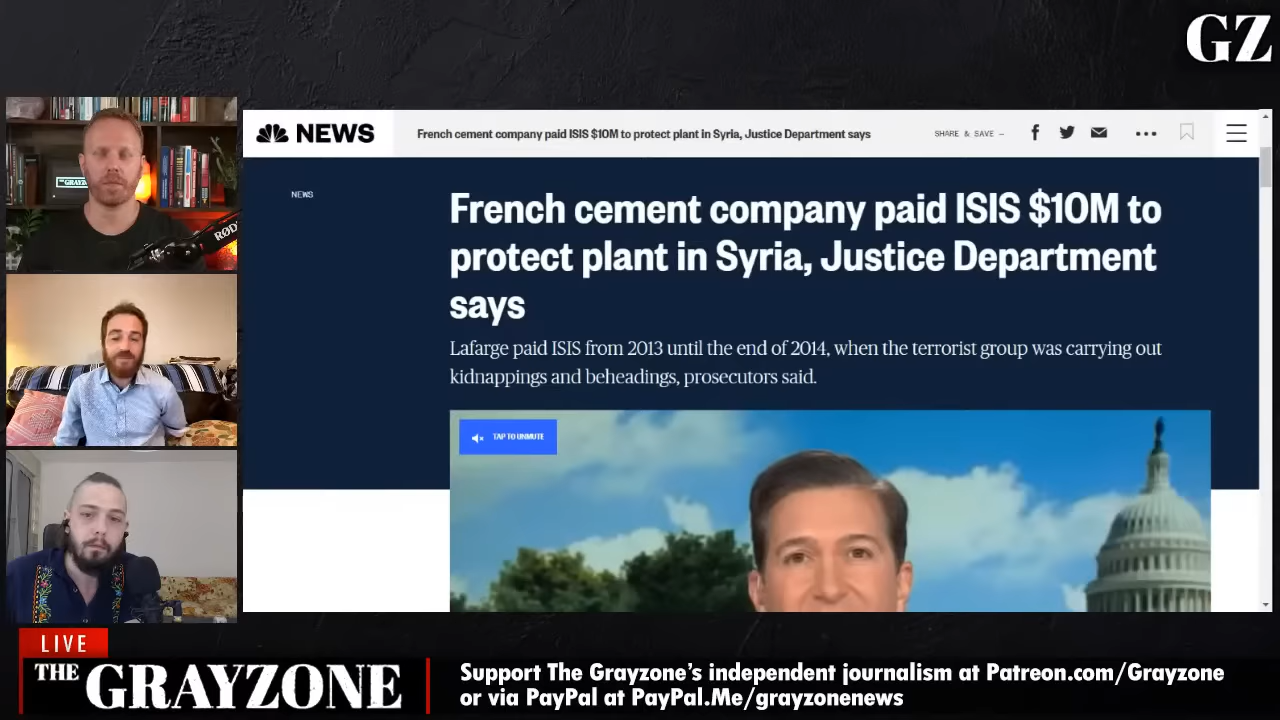 GZ
NEWS
French cement company paid ISIS $10M to protect plant in Syria, Justice Department says
SHARE & SAVE –
NEWS
French cement company paid ISIS $10M to
protect plant in Syria, Justice Department
says
Lafarge paid ISIS from 2013 until the end of 2014, when the terrorist group was carrying out
kidnappings and beheadings, prosecutors said.
TAP TO UNMUTE
RØD
LIVE
THE GRAYZONE
Support The Grayzone's independent journalism at Patreon.com/Grayzone
or via PayPal at PayPal.Me/grayzonenews